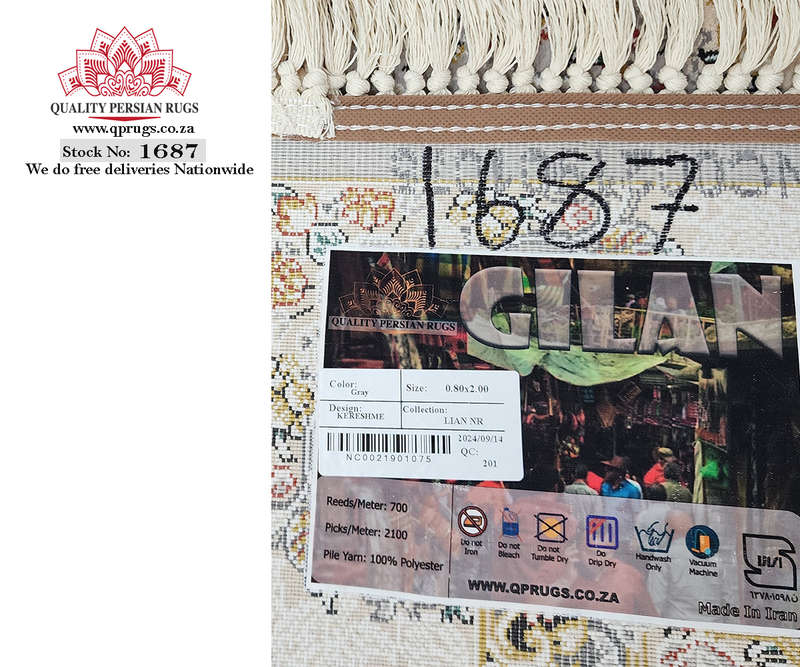 QUALITY PERSIAN RUGS
www.qprugs.co.za
Stock No: 1687
We do free deliveries Nationwide
1687
GILAN
QUALITY PERSIAN RUGS
Color:
Gray
Size: 0.80x2.00
Design:
KERESHME
Collection:
LIAN NR
NC0021901075
2024/09/14
QC:
201
Reeds/Meter: 700
Picks/Meter: 2100
Pile Yarn: 100% Polyester
Do not
Iron
Do not
Bleach
Do not
Tumble Dry
Do
Drip Dry
Handwash
Only
Vacuum
Machine
WWW.QPRUGS.CO.ZA
Made In Iran